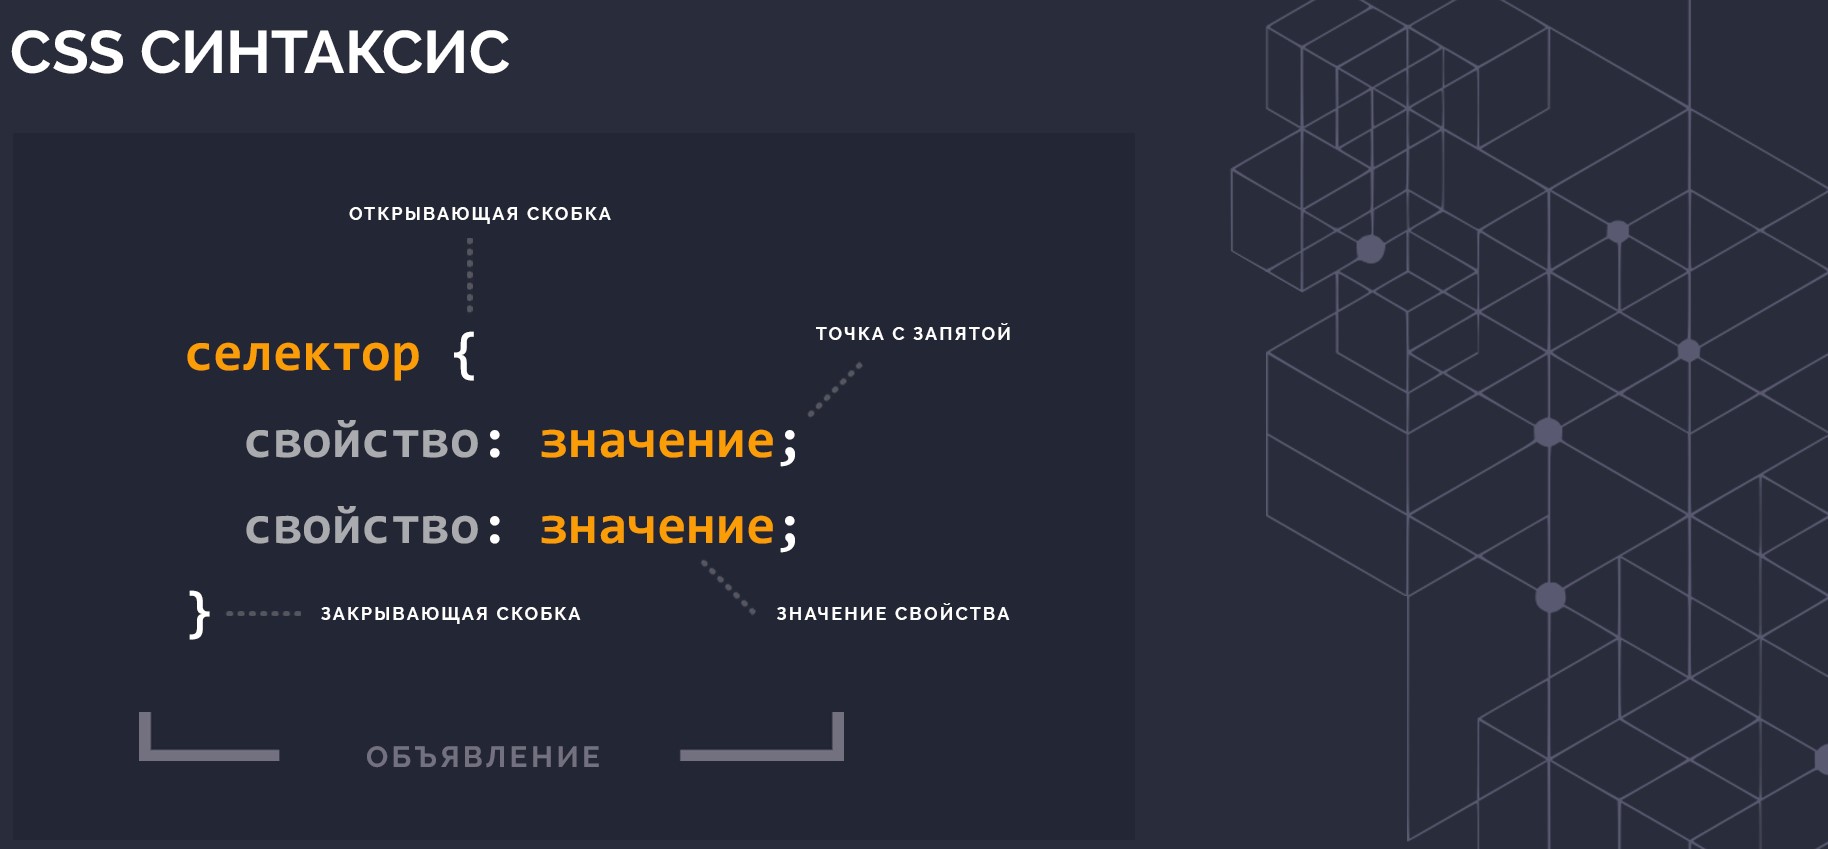 CSS СИНТАКСИС
ОТКРЫВАЮЩАЯ СКОБКА
селектор {
ТОЧКА С ЗАПЯТОЙ
свойство: значение;
свойство: значение;
} ЗАКРЫВАЮЩАЯ СКОБКА
ЗНАЧЕНИЕ СВОЙСТВА
ОБЪЯВЛЕНИЕ